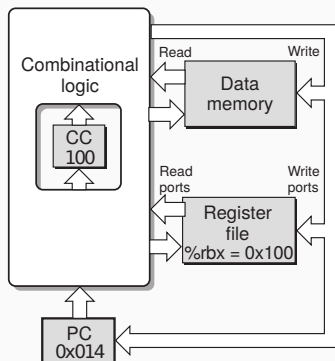 Combinational
logic
CC
100
Read
Write
Data
memory
Read
ports
Write
ports
Register
file
%rbx = 0x100
PC
0x014